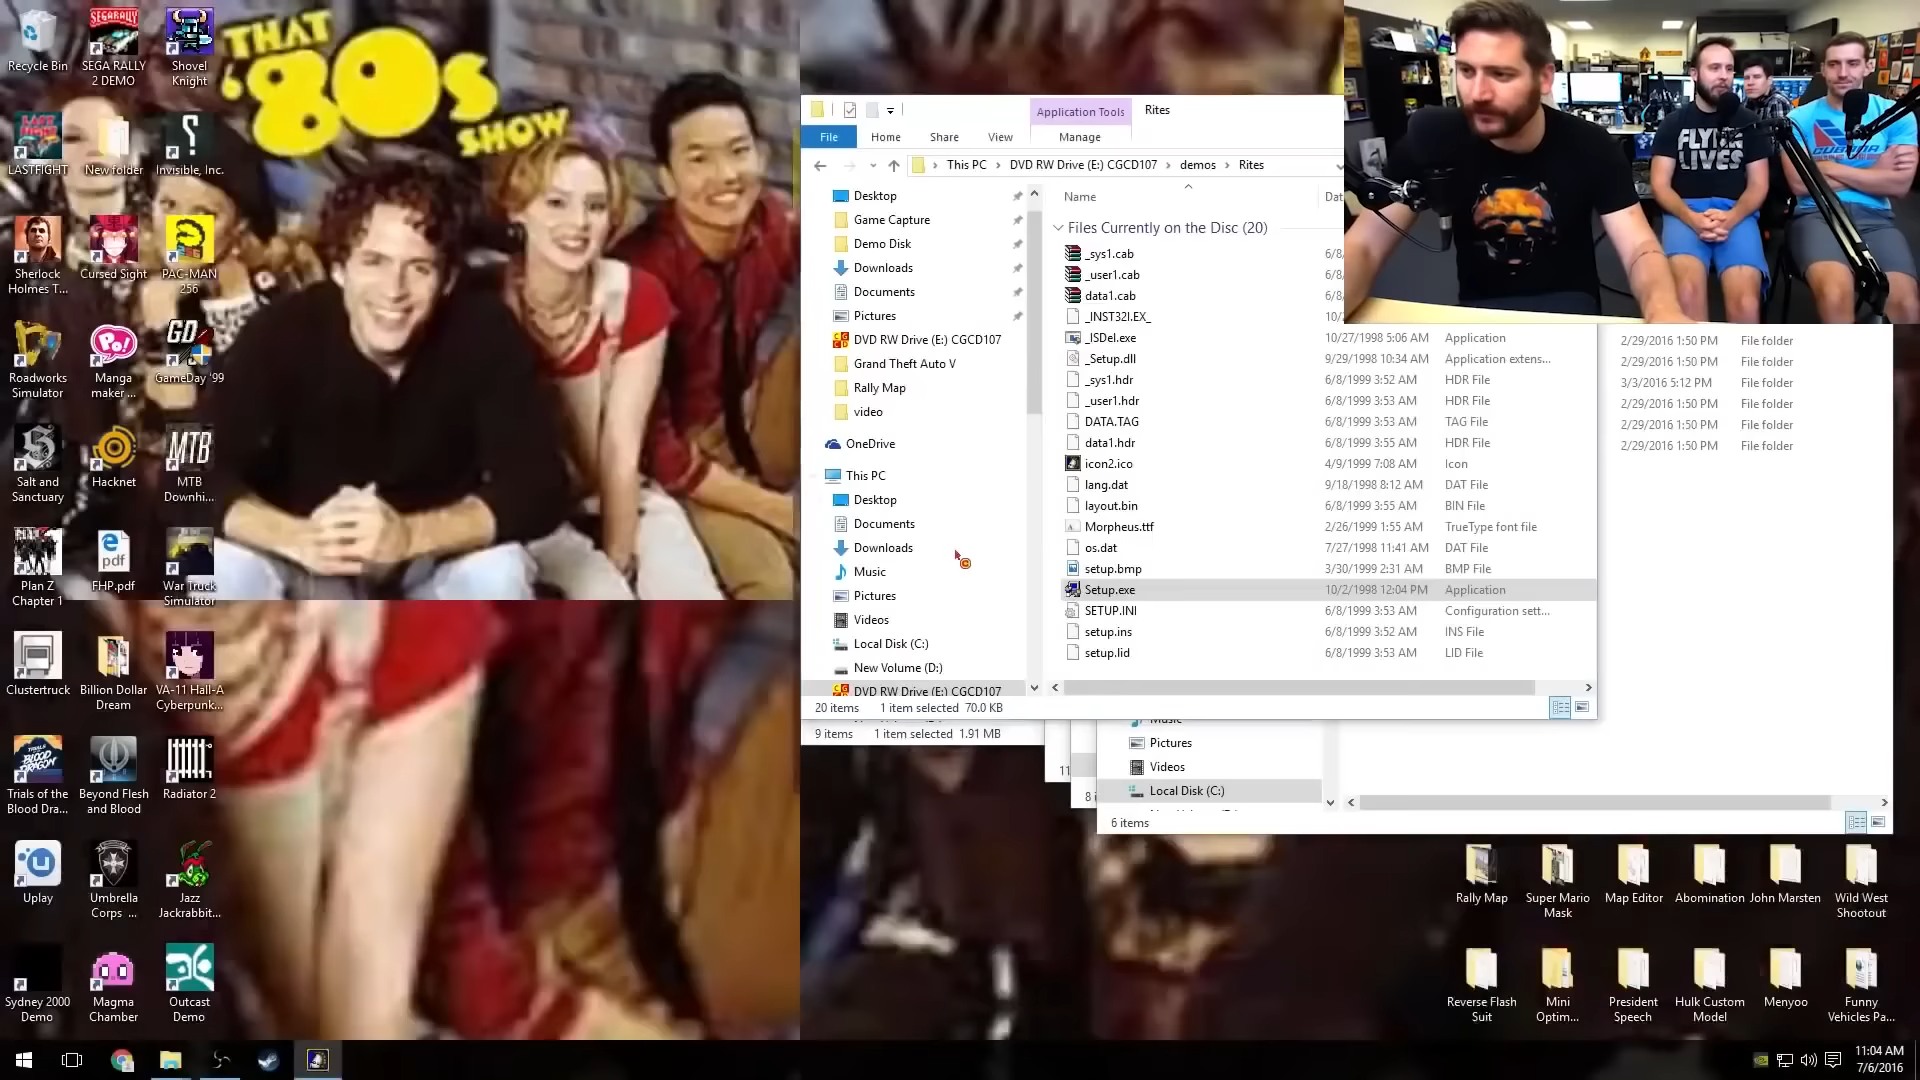 THAT
'80s
SHOW
Recycle Bin
SEGA RALLY
2 DEMO
Shovel
Knight
LASTFIGHT
New folder
Invisible, Inc.
Sherlock
Holmes T...
Cursed Sight
PAC-MAN
256
Roadworks
Simulator
Manga
maker ...
GameDay '99
Salt and
Sanctuary
Hacknet
MTB
Downhi...
Plan Z
Chapter 1
FHP.pdf
War Truck
Simulator
Clustertruck
Billion Dollar
Dream
VA-11 Hall-A
Cyberpunk...
Trials of the
Blood Dra...
Beyond Flesh
and Blood
Radiator 2
Uplay
Umbrella
Corps ...
Jazz
Jackrabbit...
Sydney 2000
Demo
Magma
Chamber
Outcast
Demo
Application Tools
Rites
File
Home
Share
View
Manage
This PC
DVD RW Drive (E:) CGCD107
demos
Rites
Desktop
Game Capture
Demo Disk
Downloads
Documents
Pictures
DVD RW Drive (E:) CGCD107
Grand Theft Auto V
Rally Map
video
OneDrive
This PC
Desktop
Documents
Downloads
Music
Pictures
Videos
Local Disk (C:)
New Volume (D:)
DVD RW Drive (E:) CGCD107
Name
Files Currently on the Disc (20)
_sys1.cab
_user1.cab
data1.cab
_INST32I.EX_
_ISDel.exe 10/27/1998 5:06 AM Application
_Setup.dll 9/29/1998 10:34 AM Application extens...
_sys1.hdr 6/8/1999 3:52 AM HDR File
_user1.hdr 6/8/1999 3:53 AM HDR File
DATA.TAG 6/8/1999 3:53 AM TAG File
data1.hdr 6/8/1999 3:55 AM HDR File
icon2.ico 4/9/1999 7:08 AM Icon
lang.dat 9/18/1998 8:12 AM DAT File
layout.bin 6/8/1999 3:55 AM BIN File
Morpheus.ttf 2/26/1999 1:55 AM TrueType font file
os.dat 7/27/1998 11:41 AM DAT File
setup.bmp 3/30/1999 2:31 AM BMP File
Setup.exe 10/2/1998 12:04 PM Application
SETUP.INI 6/8/1999 3:53 AM Configuration sett...
setup.ins 6/8/1999 3:52 AM INS File
setup.lid 6/8/1999 3:53 AM LID File
20 items 1 item selected 70.0 KB
9 items 1 item selected 1.91 MB
2/29/2016 1:50 PM File folder
2/29/2016 1:50 PM File folder
3/3/2016 5:12 PM File folder
2/29/2016 1:50 PM File folder
2/29/2016 1:50 PM File folder
2/29/2016 1:50 PM File folder
Pictures
Videos
Local Disk (C:)
6 items
Rally Map
Super Mario
Mask
Map Editor
Abomination
John Marsten
Wild West
Shootout
Reverse Flash
Suit
Mini
Optim...
President
Speech
Hulk Custom
Model
Menyoo
Funny
Vehicles Pa...
11:04 AM
7/6/2016